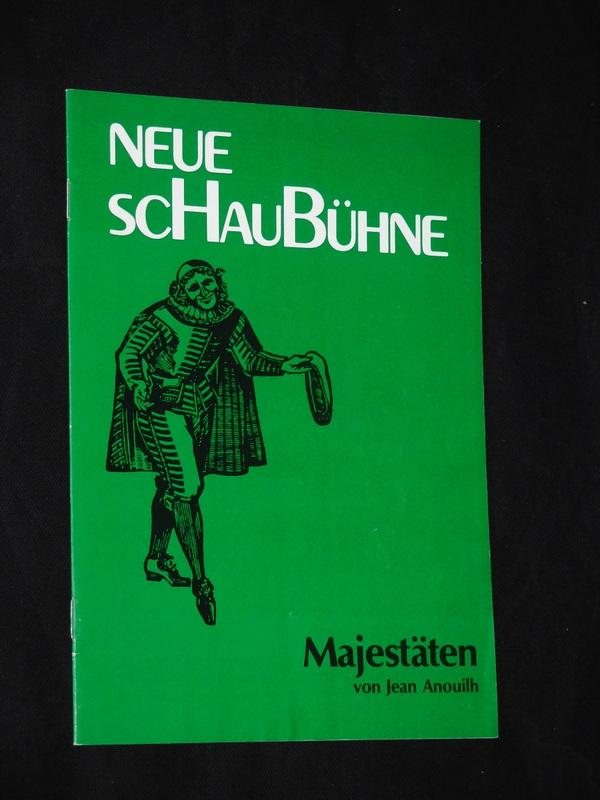 NEUE
scHauBühne
Majestäten
von Jean Anouilh